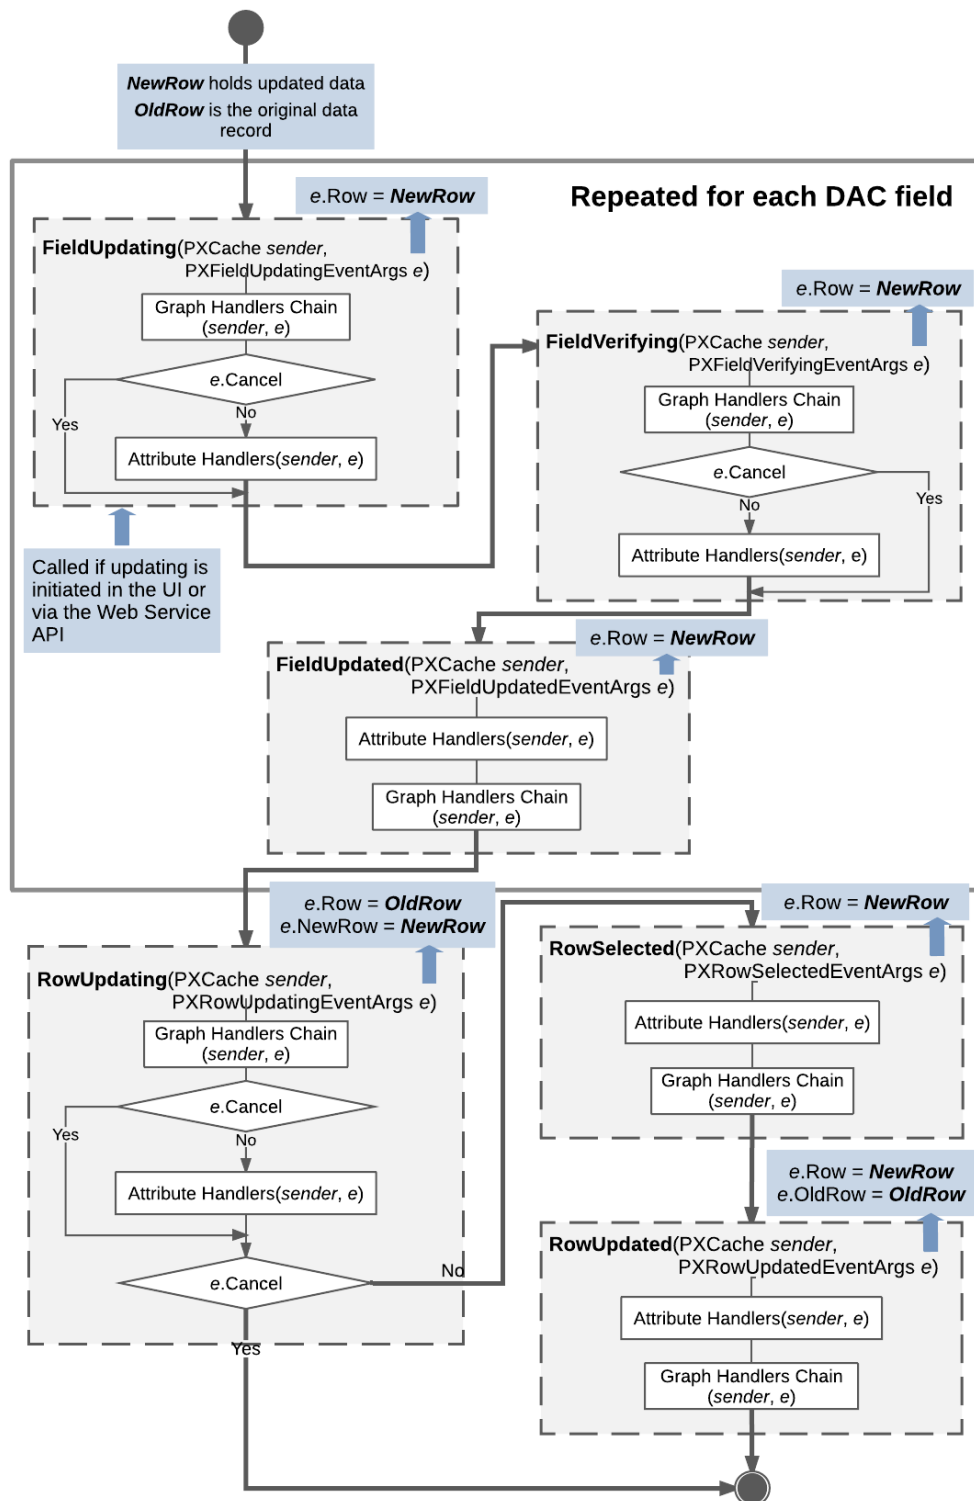 NewRow holds updated data
OldRow is the original data
record
e.Row = NewRow
Repeated for each DAC field
FieldUpdating(PXCache sender,
PXFieldUpdatingEventArgs e)
Graph Handlers Chain
(sender, e)
e.Cancel
Yes
No
Attribute Handlers(sender, e)
Called if updating is
initiated in the UI or
via the Web Service
API
e.Row = NewRow
FieldVerifying(PXCache sender,
PXFieldVerifyingEventArgs e)
Graph Handlers Chain
(sender, e)
e.Cancel
Yes
No
Attribute Handlers(sender, e)
e.Row = NewRow
FieldUpdated(PXCache sender,
PXFieldUpdatedEventArgs e)
Attribute Handlers(sender, e)
Graph Handlers Chain
(sender, e)
e.Row = OldRow
e.NewRow = NewRow
RowUpdating(PXCache sender,
PXRowUpdatingEventArgs e)
Graph Handlers Chain
(sender, e)
e.Cancel
Yes
No
Attribute Handlers(sender, e)
e.Cancel
No
Yes
e.Row = NewRow
RowSelected(PXCache sender,
PXRowSelectedEventArgs e)
Attribute Handlers(sender, e)
Graph Handlers Chain
(sender, e)
e.Row = NewRow
e.OldRow = OldRow
RowUpdated(PXCache sender,
PXRowUpdatedEventArgs e)
Attribute Handlers(sender, e)
Graph Handlers Chain
(sender, e)